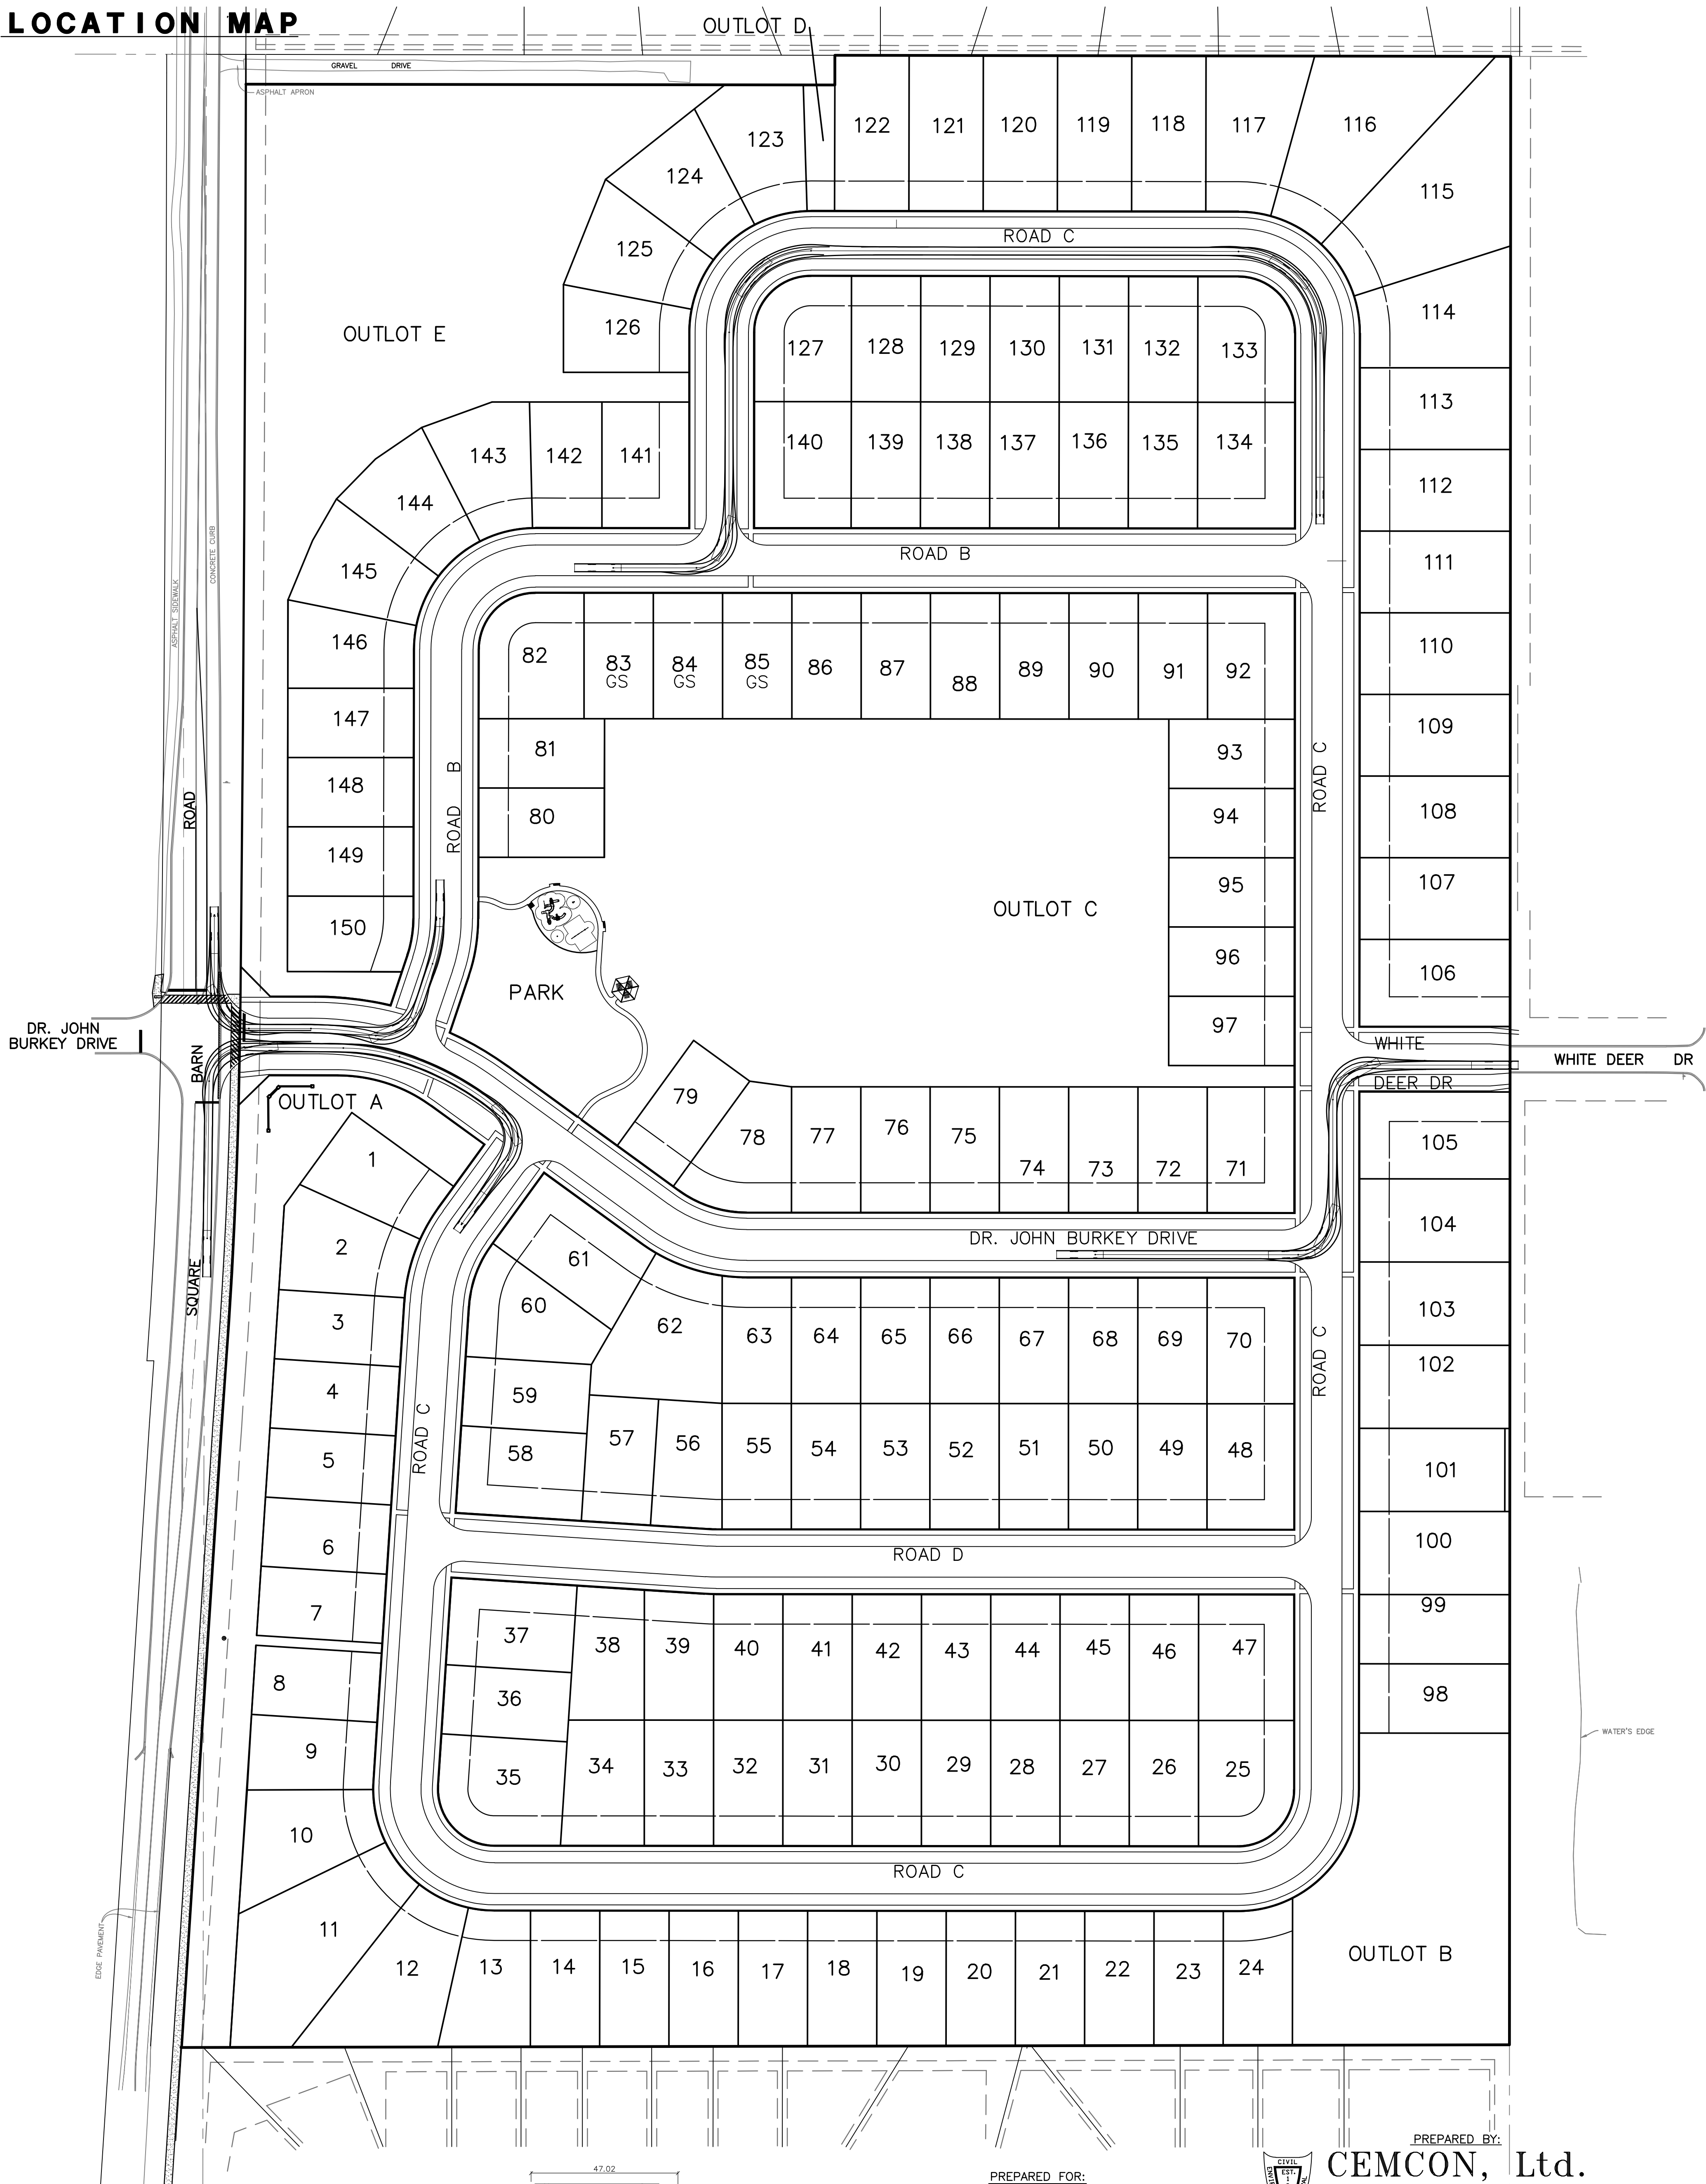 LOCATION MAP
OUTLOT D
GRAVEL DRIVE
ASPHALT APRON
122 121 120 119 118 117 116
123
124
115
125
ROAD C
126
OUTLOT E
114
127 128 129 130 131 132 133
113
140 139 138 137 136 135 134
143 142 141
112
144
145
CONCRETE CURB
ASPHALT SIDEWALK
ROAD B
111
146
82 83 84 85 86 87 88 89 90 91 92
GS GS GS
110
147
81
93
109
148
80
94
ROAD
ROAD B
ROAD C
108
149
95
107
150
OUTLOT C
96
106
PARK
97
DR. JOHN
BURKEY DRIVE
WHITE
DEER DR
WHITE DEER DR
BARN
OUTLOT A
79
78 77 76 75 74 73 72 71
105
1
2
104
DR. JOHN BURKEY DRIVE
SQUARE
61
60
3
62 63 64 65 66 67 68 69 70
103
102
4
59
ROAD C
ROAD C
5
58 57 56 55 54 53 52 51 50 49 48
101
6
ROAD D
100
7
37 38 39 40 41 42 43 44 45 46 47
99
8
36
98
9
35 34 33 32 31 30 29 28 27 26 25
WATER'S EDGE
10
ROAD C
11
EDGE PAVEMENT
12 13 14 15 16 17 18 19 20 21 22 23 24
OUTLOT B
PREPARED BY:
CEMCON, Ltd.
CIVIL
EST.
47.02
PREPARED FOR: